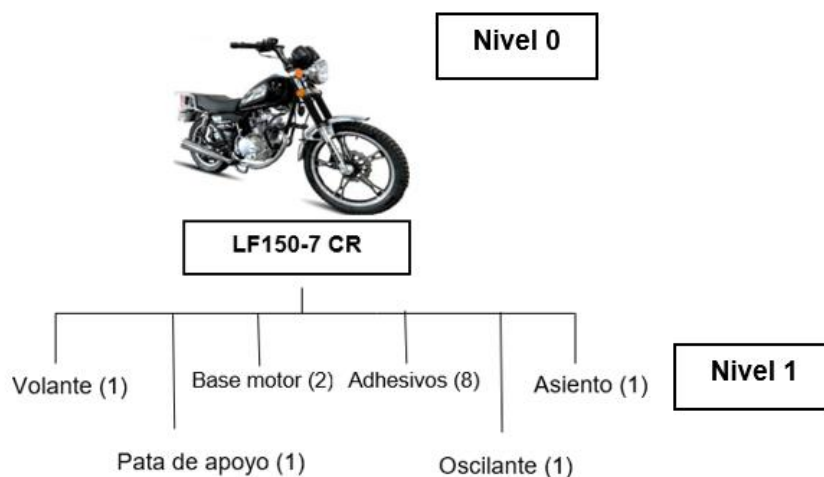 Nivel 0
LF150-7 CR
Volante (1)
Base motor (2)
Adhesivos (8)
Asiento (1)
Nivel 1
Pata de apoyo (1)
Oscilante (1)